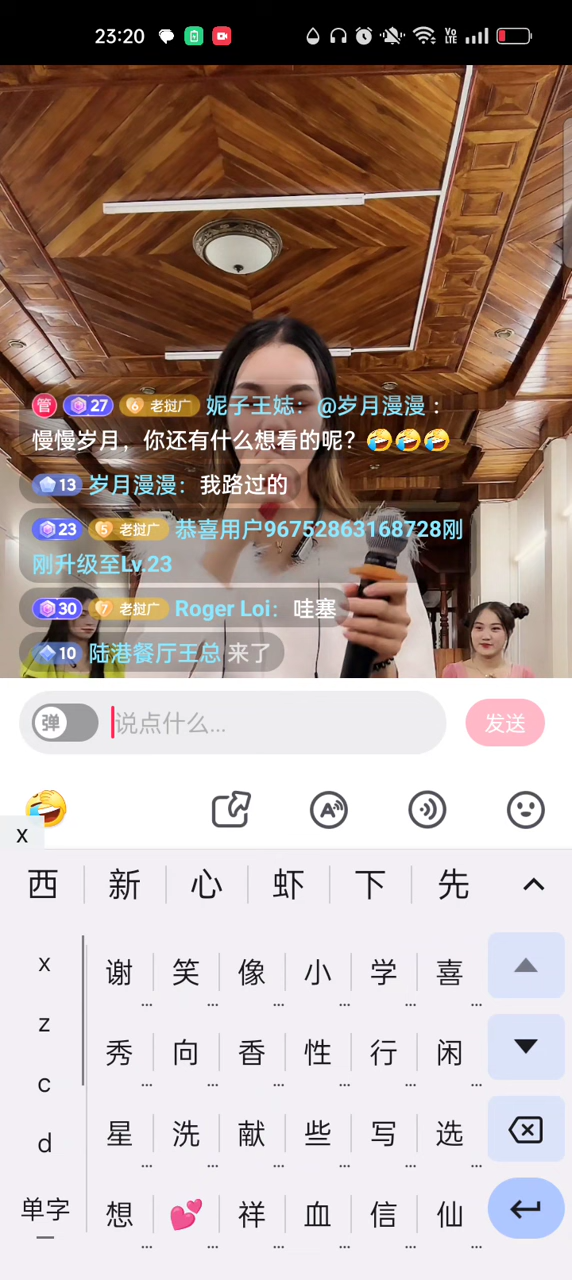 23:20 Vo LTE
管 27 6 老挝广 妮子王娡：@岁月漫漫 ：
慢慢岁月，你还有什么想看的呢？🤣🤣🤣
13 岁月漫漫：我路过的
23 5 老挝广 恭喜用户96752863168728刚
刚升级至Lv.23
30 7 老挝广 Roger Loi：哇塞
10 陆港餐厅王总 来了
弹 说点什么... 发送
A
x
西 新 心 虾 下 先
x 谢 笑 像 小 学 喜
z 秀 向 香 性 行 闲
c
d 星 洗 献 些 写 选
单字 想 💕 祥 血 信 仙